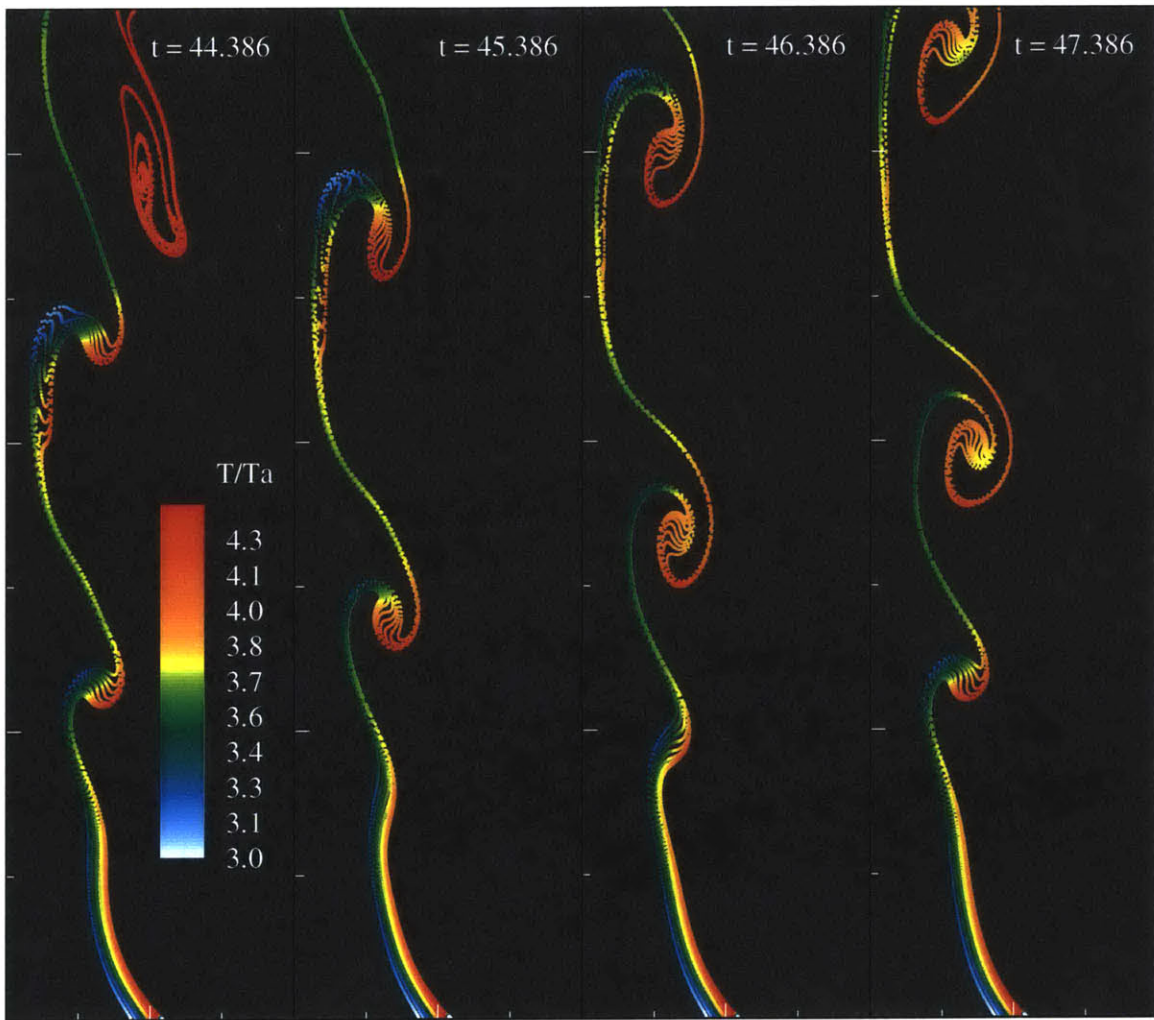 t = 44.386
t = 45.386
t = 46.386
t = 47.386
T/Ta
4.3
4.1
4.0
3.8
3.7
3.6
3.4
3.3
3.1
3.0